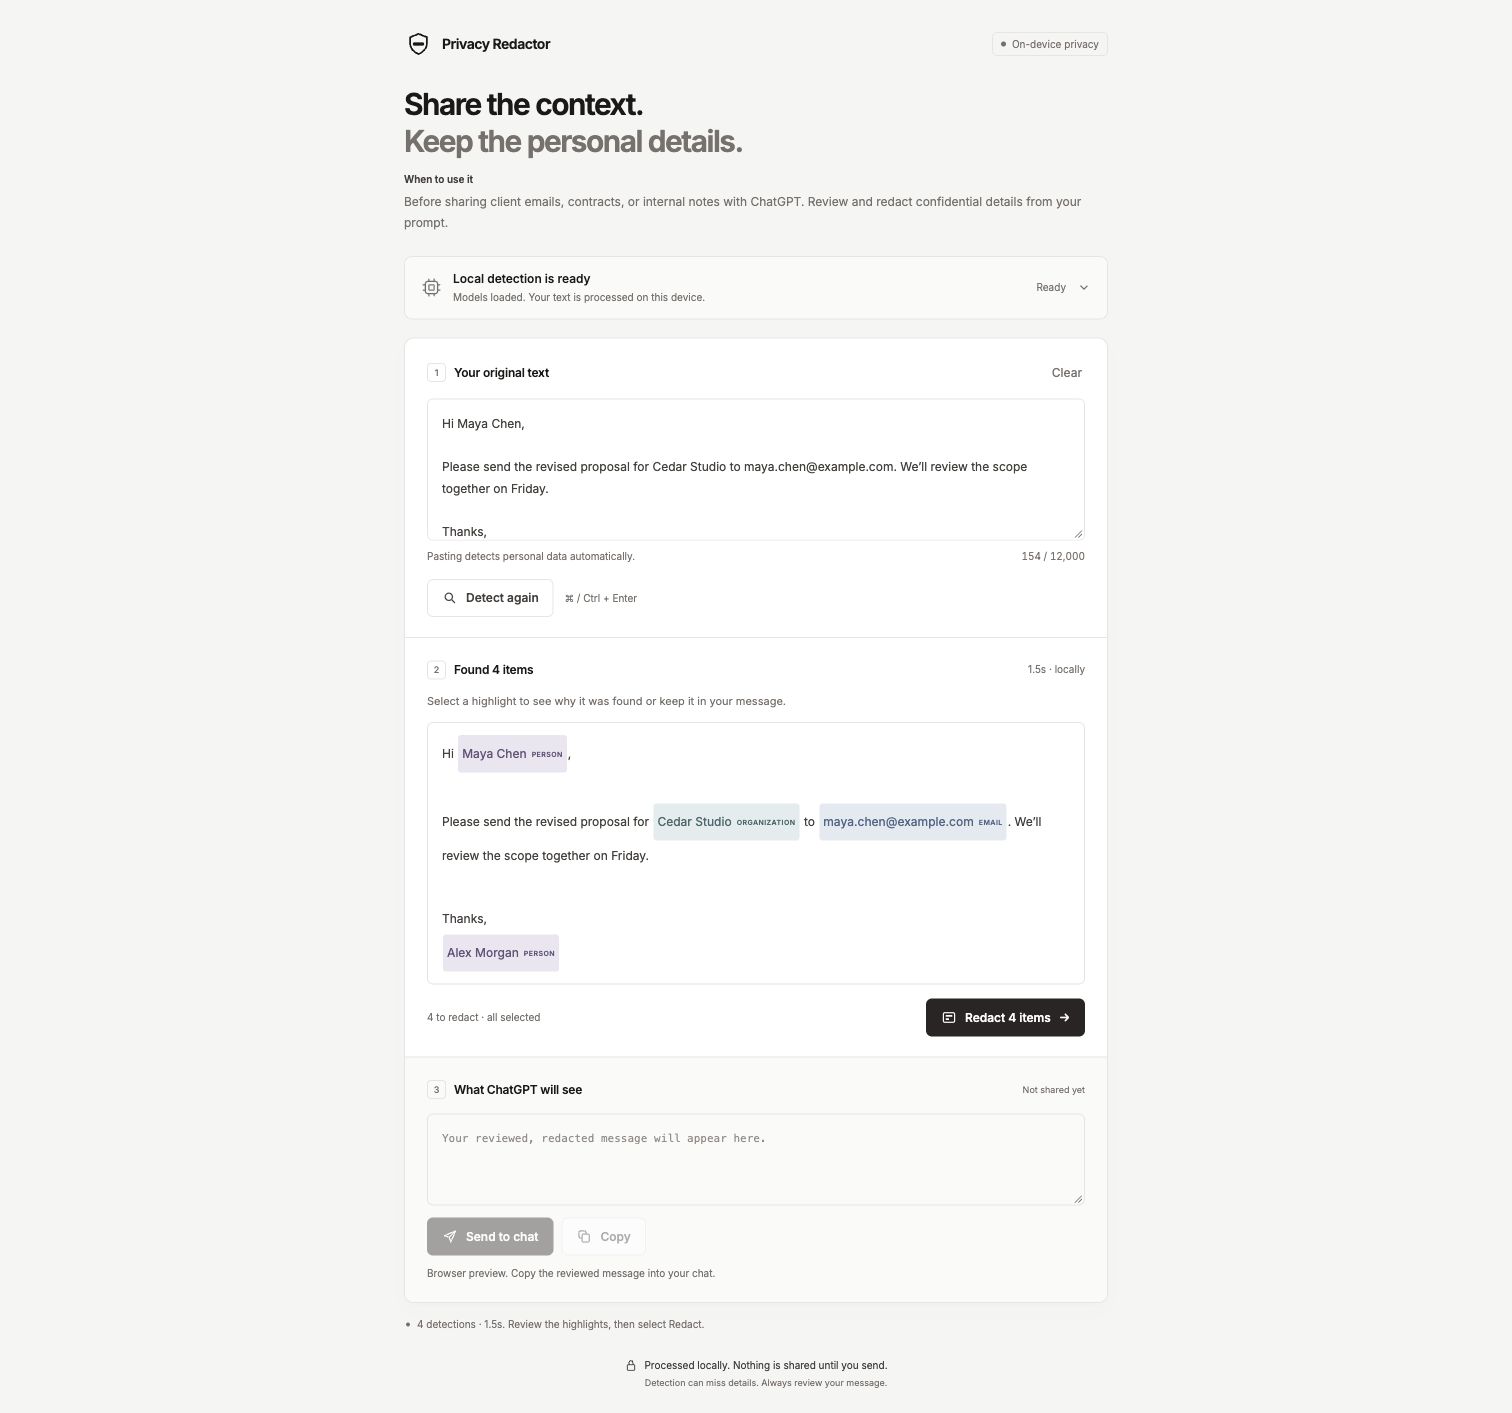 Privacy Redactor
On-device privacy
Share the context.
Keep the personal details.
When to use it
Before sharing client emails, contracts, or internal notes with ChatGPT. Review and redact confidential details from your
prompt.
Local detection is ready
Models loaded. Your text is processed on this device.
Ready
1 Your original text
Clear
Hi Maya Chen,
Please send the revised proposal for Cedar Studio to maya.chen@example.com. We’ll review the scope
together on Friday.
Thanks,
Pasting detects personal data automatically.
154 / 12,000
Detect again
⌘ / Ctrl + Enter
2 Found 4 items
1.5s · locally
Select a highlight to see why it was found or keep it in your message.
Hi Maya Chen PERSON,
Please send the revised proposal for Cedar Studio ORGANIZATION to maya.chen@example.com EMAIL. We’ll
review the scope together on Friday.
Thanks,
Alex Morgan PERSON
4 to redact · all selected
Redact 4 items →
3 What ChatGPT will see
Not shared yet
Your reviewed, redacted message will appear here.
Send to chat
Copy
Browser preview. Copy the reviewed message into your chat.
• 4 detections · 1.5s. Review the highlights, then select Redact.
Processed locally. Nothing is shared until you send.
Detection can miss details. Always review your message.